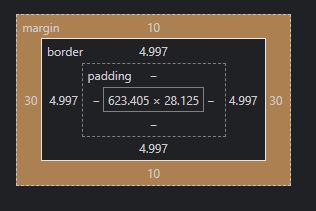 margin 10
border 4.997
padding –
30 4.997 – 623.405 × 28.125 – 4.997 30
–
4.997
10